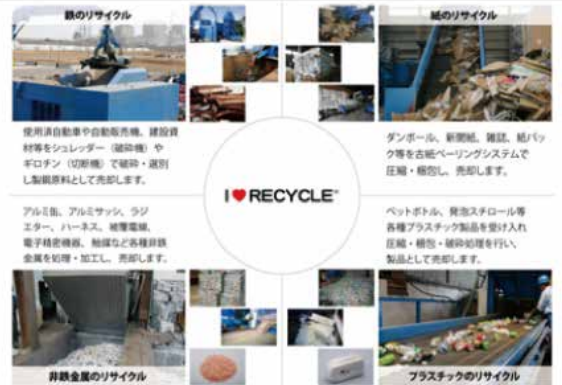 鉄のリサイクル
紙のリサイクル
使用済自動車や自動販売機、建設資
材等をシュレッダー（破砕機）や
ギロチン（切断機）で破砕・選別
し製鋼原料として売却します。
ダンボール、新聞紙、雑誌、紙パッ
ク等を古紙ベーリングシステムで
圧縮・梱包し、売却します。
I ♥ RECYCLE®
アルミ缶、アルミサッシ、ラジ
エター、ハーネス、被覆電線、
電子精密機器、触媒など各種非鉄
金属を処理・加工し、売却します。
ペットボトル、発泡スチロール等
各種プラスチック製品を受け入れ
圧縮・梱包・破砕処理を行い、
製品として売却します。
非鉄金属のリサイクル
プラスチックのリサイクル